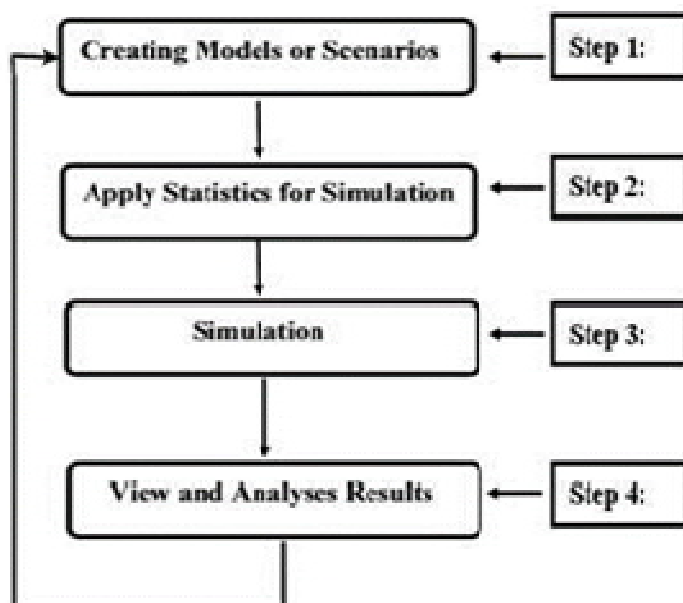 Creating Models or Scenarios
Step 1:
Apply Statistics for Simulation
Step 2:
Simulation
Step 3:
View and Analyses Results
Step 4: